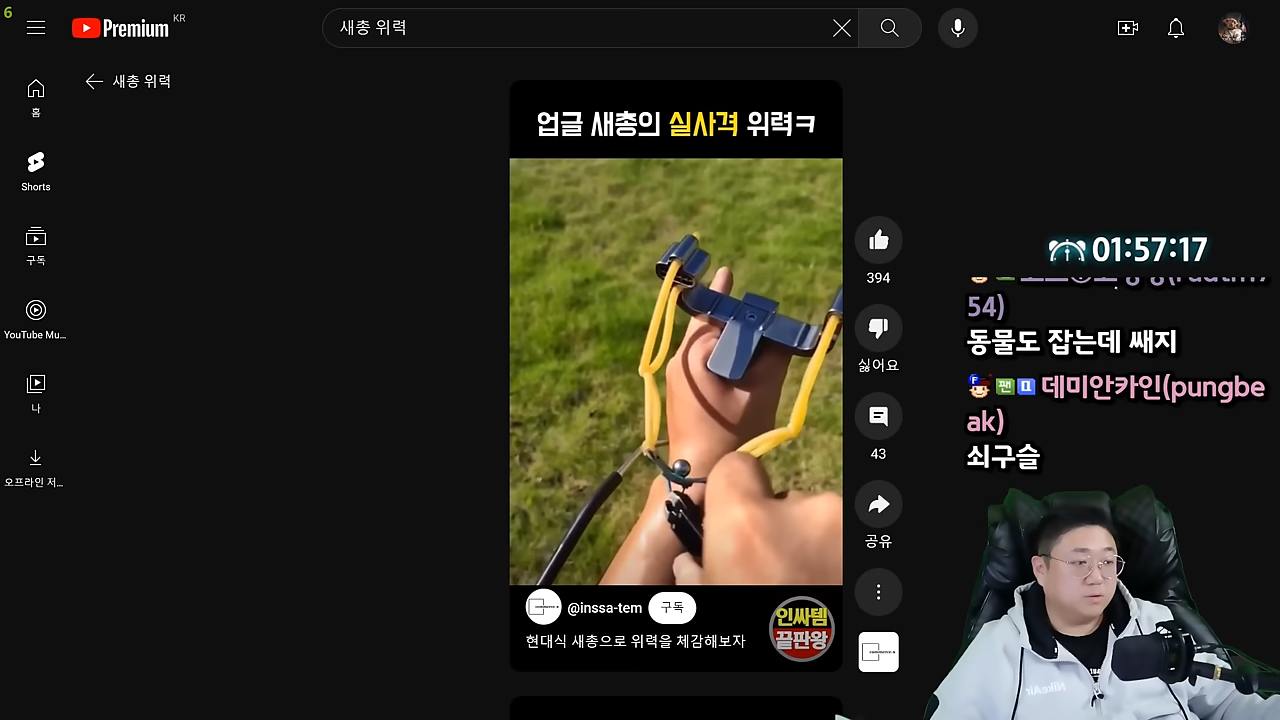 6
Premium KR
새총 위력
새총 위력
홈
Shorts
구독
YouTube Mu...
나
오프라인 저...
업글 새총의 실사격 위력ㅋ
394
싫어요
43
공유
@inssa-tem 구독
현대식 새총으로 위력을 체감해보자
인싸템
끝판왕
01:57:17
54)
동물도 잡는데 쌔지
팬 데미안카인(pungbe
ak)
쇠구슬
NikeAir